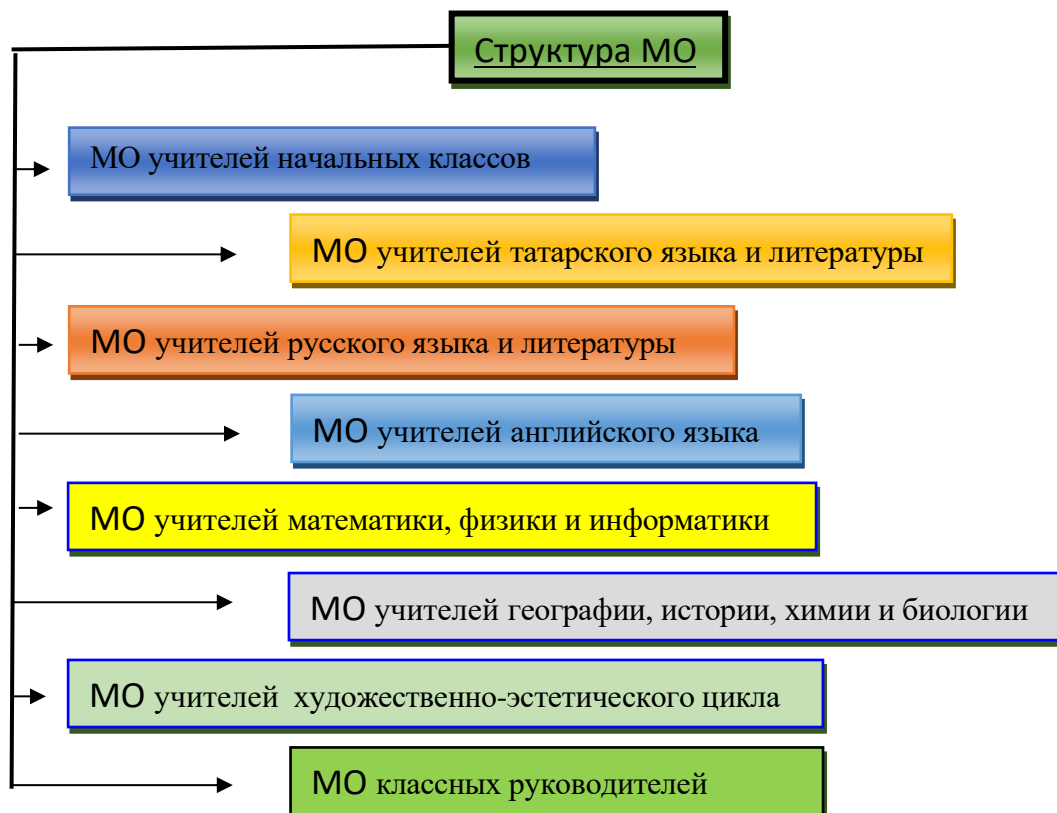 Структура МО
МО учителей начальных классов
МО учителей татарского языка и литературы
МО учителей русского языка и литературы
МО учителей английского языка
МО учителей математики, физики и информатики
МО учителей географии, истории, химии и биологии
МО учителей художественно-эстетического цикла
МО классных руководителей